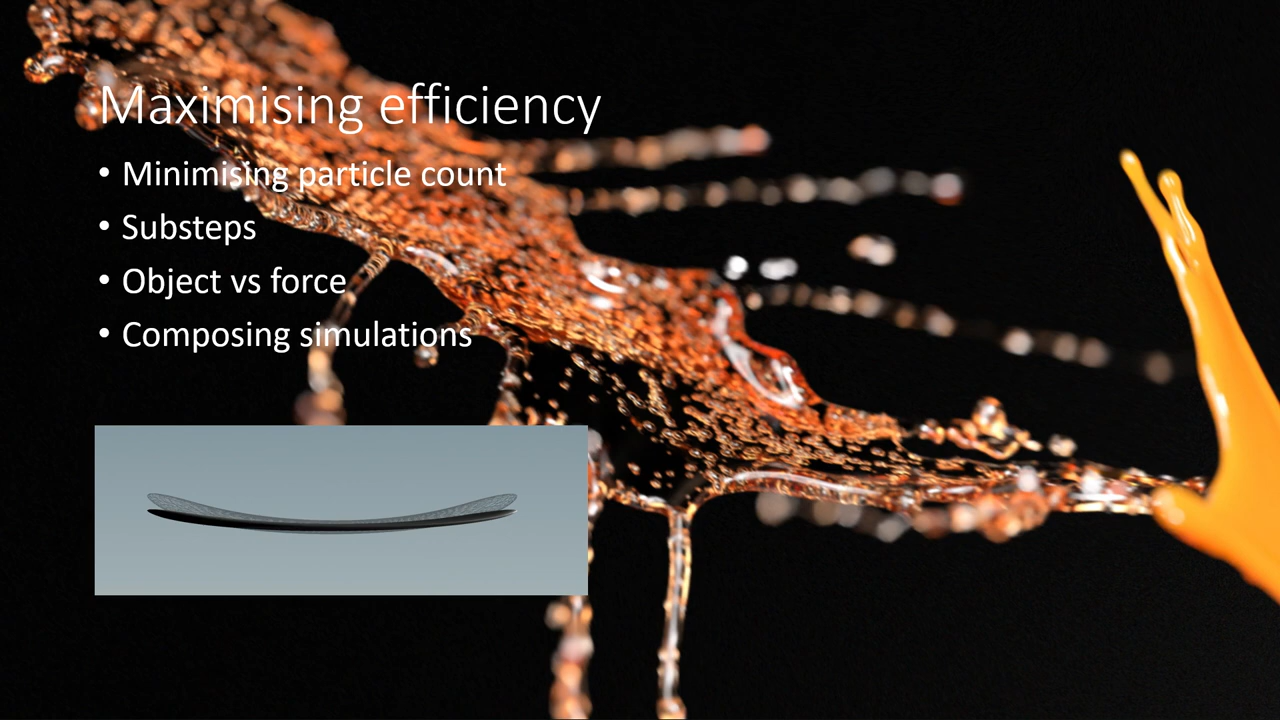 Maximising efficiency
• Minimising particle count
• Substeps
• Object vs force
• Composing simulations